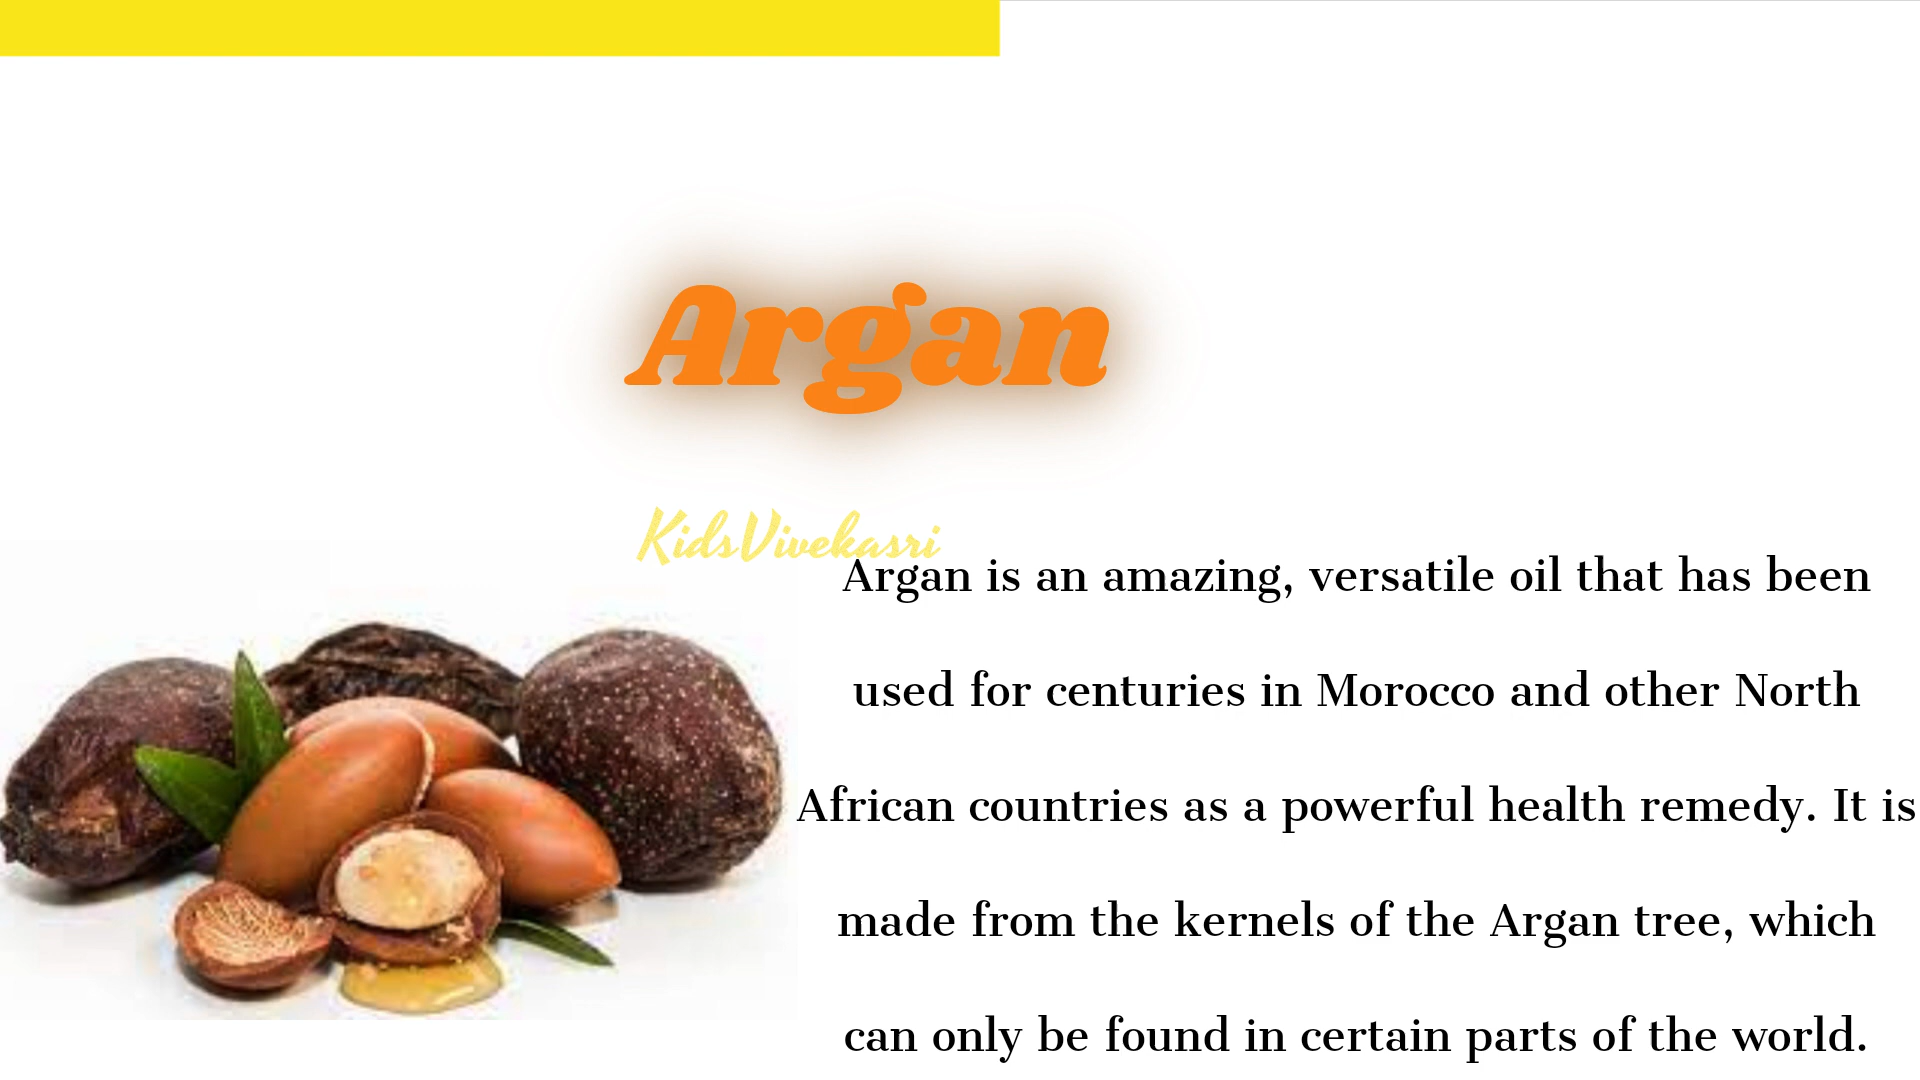 Argan
KidsVivekasri
Argan is an amazing, versatile oil that has been
used for centuries in Morocco and other North
African countries as a powerful health remedy. It is
made from the kernels of the Argan tree, which
can only be found in certain parts of the world.